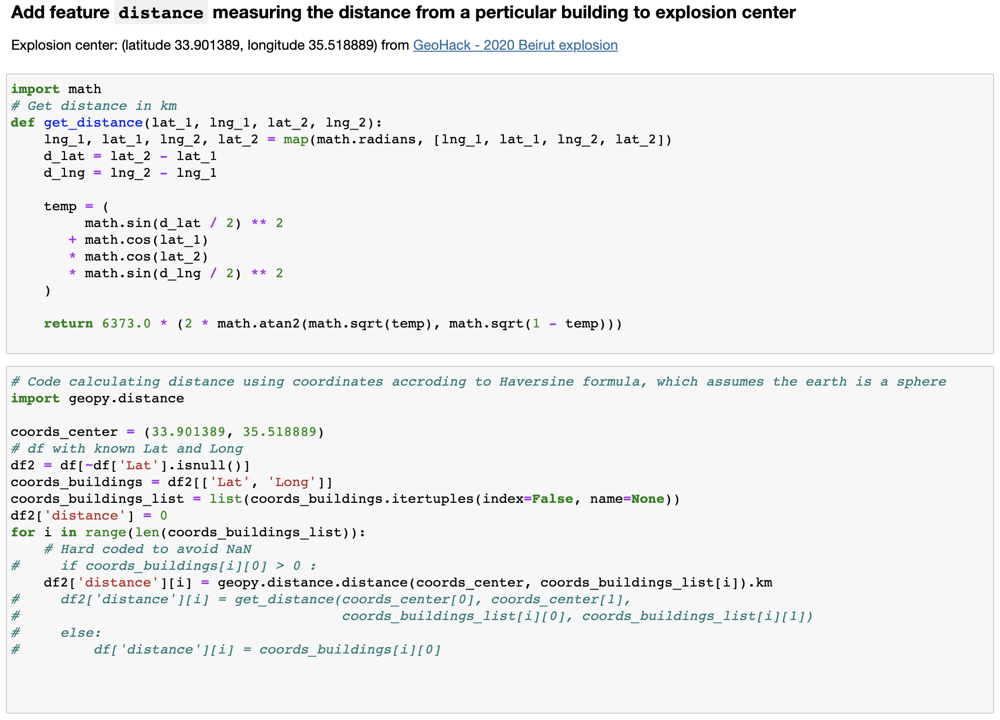 Add feature distance measuring the distance from a perticular building to explosion center
Explosion center: (latitude 33.901389, longitude 35.518889) from GeoHack - 2020 Beirut explosion
import math
# Get distance in km
def get_distance(lat_1, lng_1, lat_2, lng_2):
    lng_1, lat_1, lng_2, lat_2 = map(math.radians, [lng_1, lat_1, lng_2, lat_2])
    d_lat = lat_2 - lat_1
    d_lng = lng_2 - lng_1
    temp = (
         math.sin(d_lat / 2) ** 2
       + math.cos(lat_1)
       * math.cos(lat_2)
       * math.sin(d_lng / 2) ** 2
    )
    return 6373.0 * (2 * math.atan2(math.sqrt(temp), math.sqrt(1 - temp)))
# Code calculating distance using coordinates accroding to Haversine formula, which assumes the earth is a sphere
import geopy.distance
coords_center = (33.901389, 35.518889)
# df with known Lat and Long
df2 = df[~df['Lat'].isnull()]
coords_buildings = df2[['Lat', 'Long']]
coords_buildings_list = list(coords_buildings.itertuples(index=False, name=None))
df2['distance'] = 0
for i in range(len(coords_buildings_list)):
    # Hard coded to avoid NaN
#     if coords_buildings[i][0] > 0 :
    df2['distance'][i] = geopy.distance.distance(coords_center, coords_buildings_list[i]).km
#     df2['distance'][i] = get_distance(coords_center[0], coords_center[1],
#                                       coords_buildings_list[i][0], coords_buildings_list[i][1])
#     else:
#         df['distance'][i] = coords_buildings[i][0]